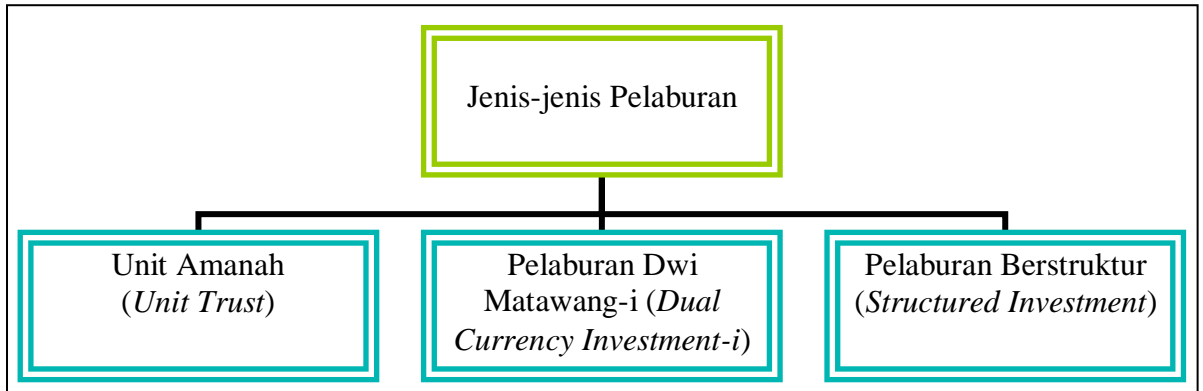 Jenis-jenis Pelaburan
Unit Amanah
(Unit Trust)
Pelaburan Dwi
Matawang-i (Dual
Currency Investment-i)
Pelaburan Berstruktur
(Structured Investment)